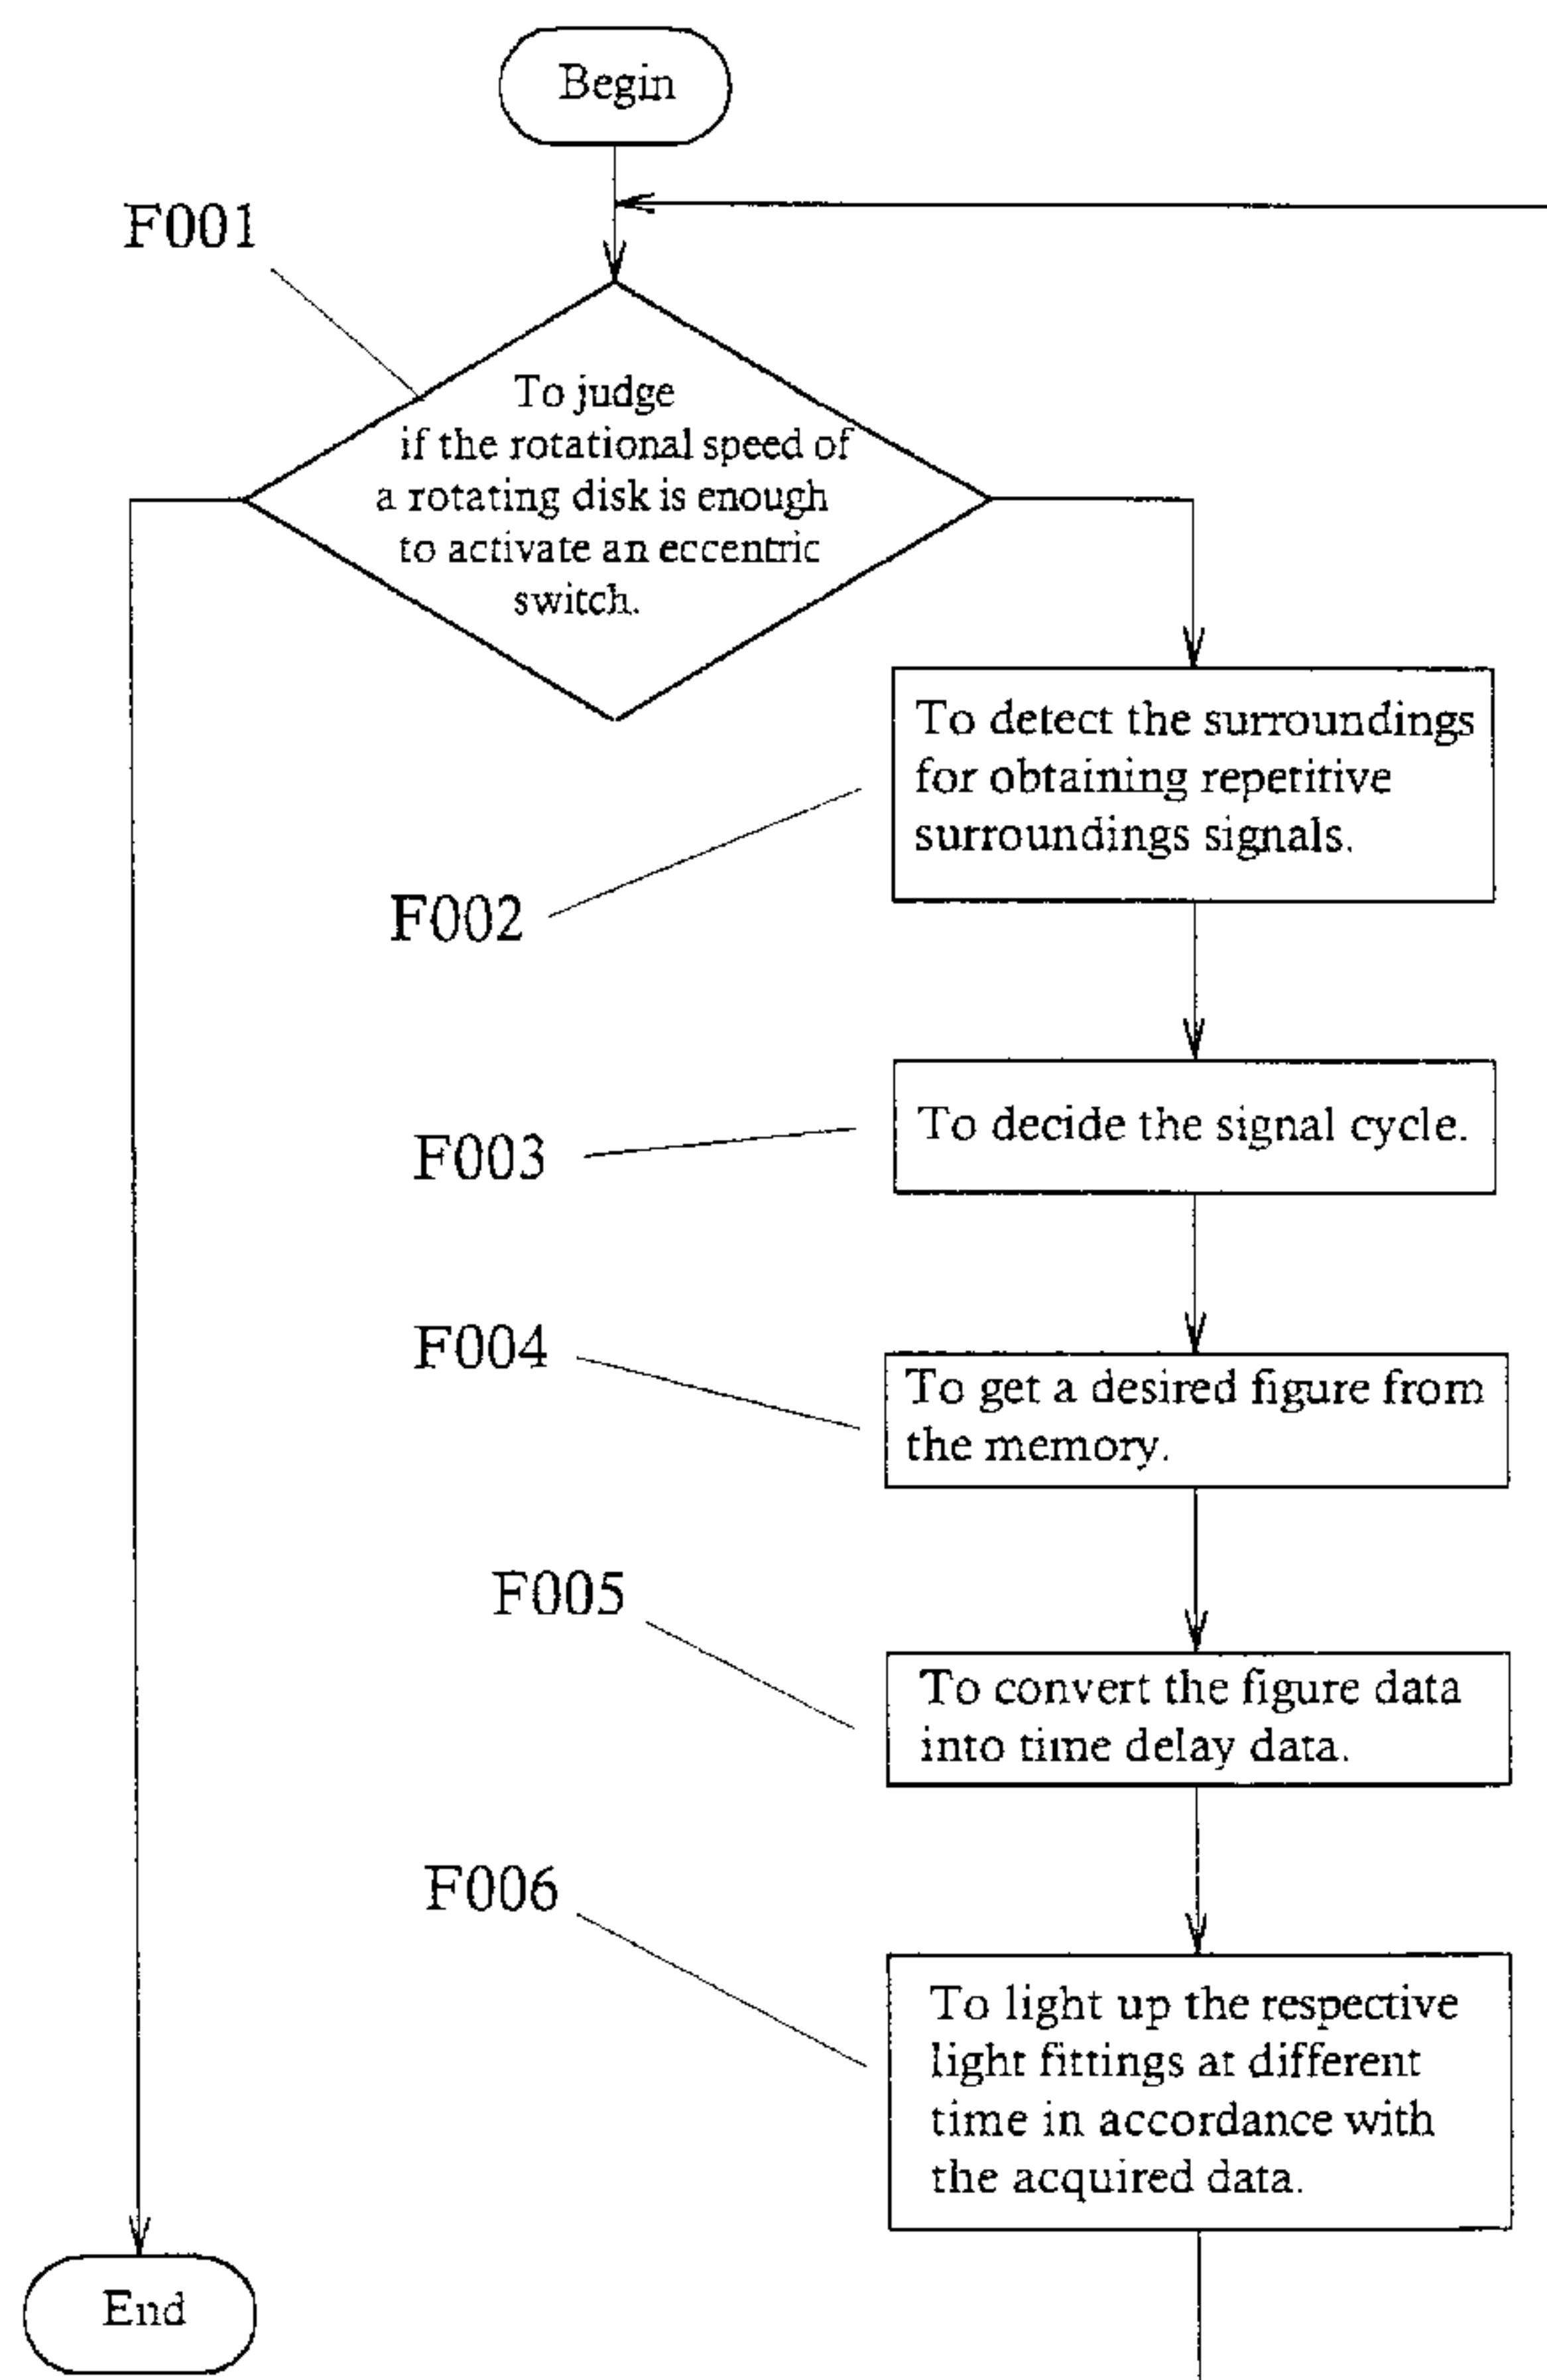 Begin
F001
To judge
if the rotational speed of
a rotating disk is enough
to activate an eccentric
switch.
To detect the surroundings
for obtaining repetitive
surroundings signals.
F002
To decide the signal cycle.
F003
F004
To get a desired figure from
the memory.
F005
To convert the figure data
into time delay data.
F006
To light up the respective
light fittings at different
time in accordance with
the acquired data.
End